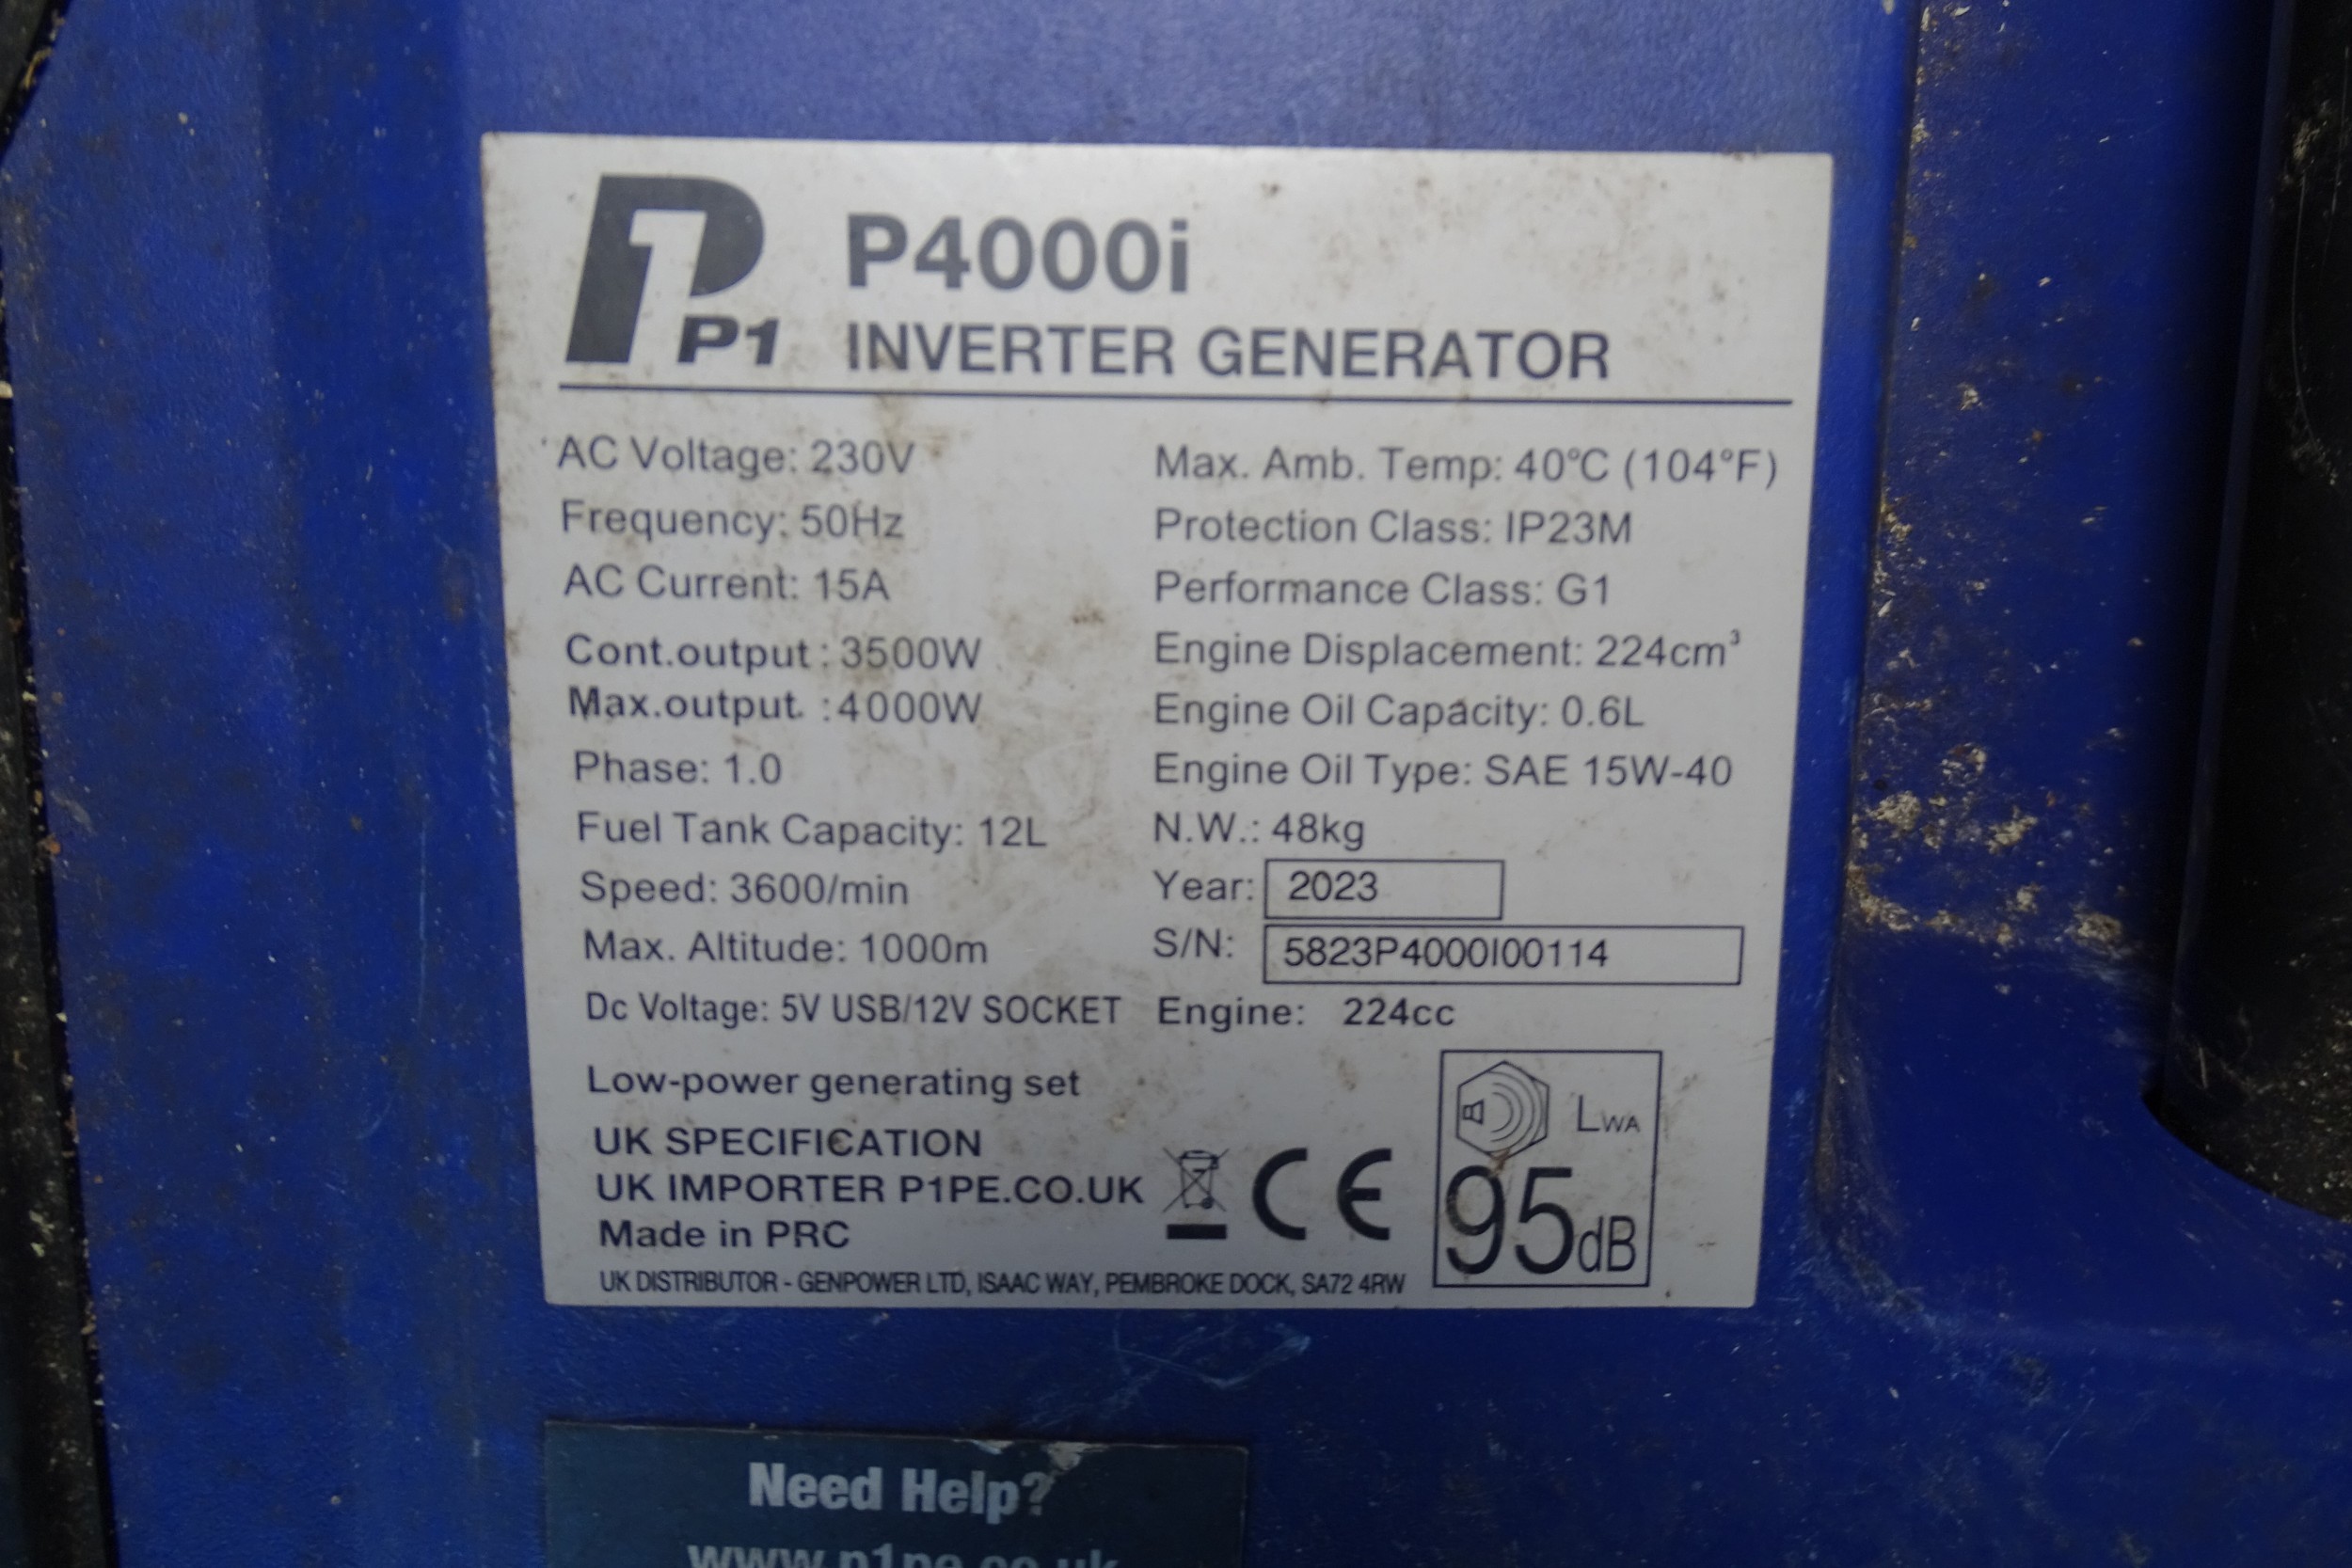 P1
P4000i
INVERTER GENERATOR
AC Voltage: 230V
Frequency: 50Hz
AC Current: 15A
Cont.output : 3500W
Max.output. :4000W
Phase: 1.0
Fuel Tank Capacity: 12L
Speed: 3600/min
Max. Altitude: 1000m
Dc Voltage: 5V USB/12V SOCKET
Max. Amb. Temp: 40°C (104°F)
Protection Class: IP23M
Performance Class: G1
Engine Displacement: 224cm³
Engine Oil Capacity: 0.6L
Engine Oil Type: SAE 15W-40
N.W.: 48kg
Year: 2023
S/N: 5823P4000I00114
Engine: 224cc
Low-power generating set
UK SPECIFICATION
UK IMPORTER P1PE.CO.UK
Made in PRC
UK DISTRIBUTOR - GENPOWER LTD, ISAAC WAY, PEMBROKE DOCK, SA72 4RW
CE
LWA
95dB
Need Help?
www.p1pe.co.uk